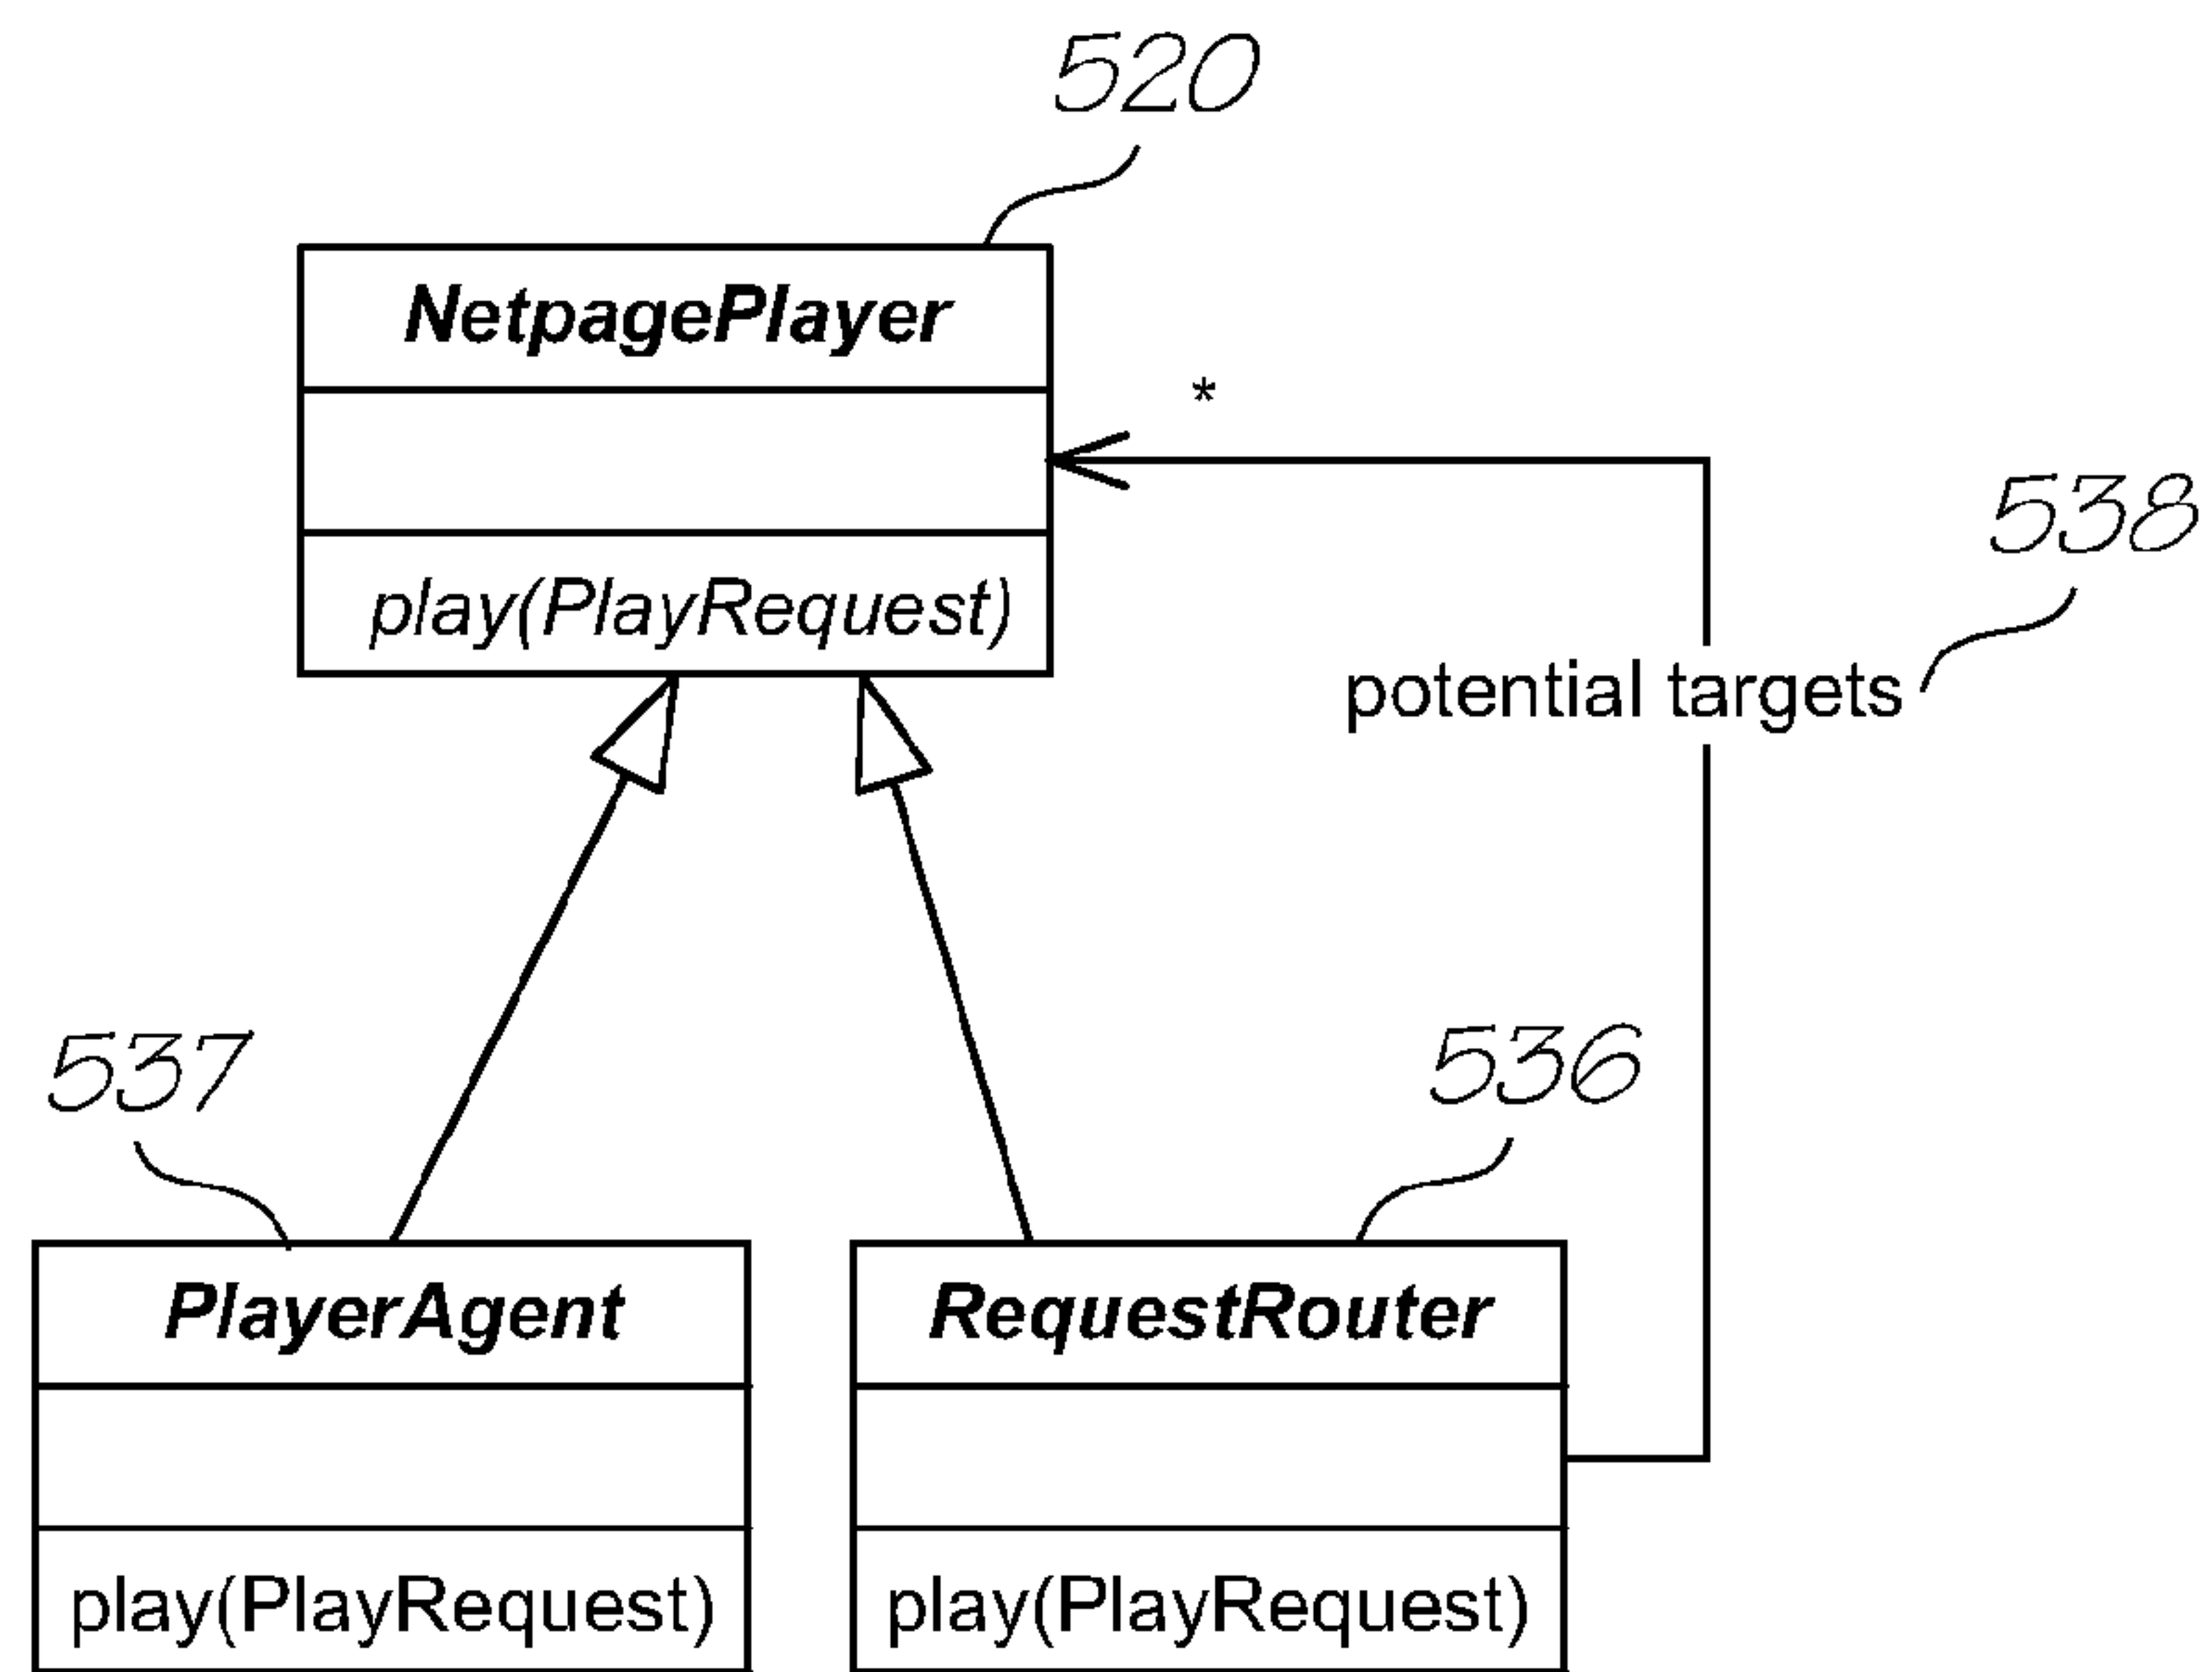 520
NetpagePlayer
*
538
play(PlayRequest)
potential targets
537
536
PlayerAgent
RequestRouter
play(PlayRequest)
play(PlayRequest)